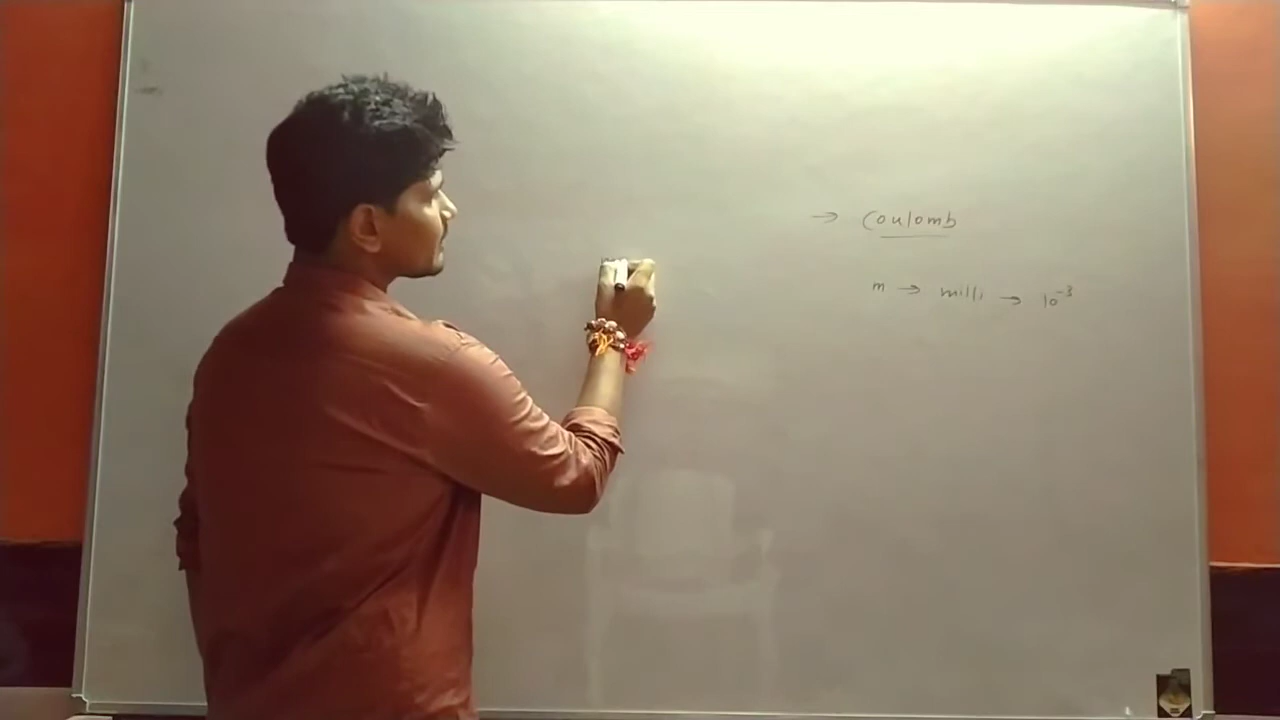 → Coulomb
m → milli → 10⁻³